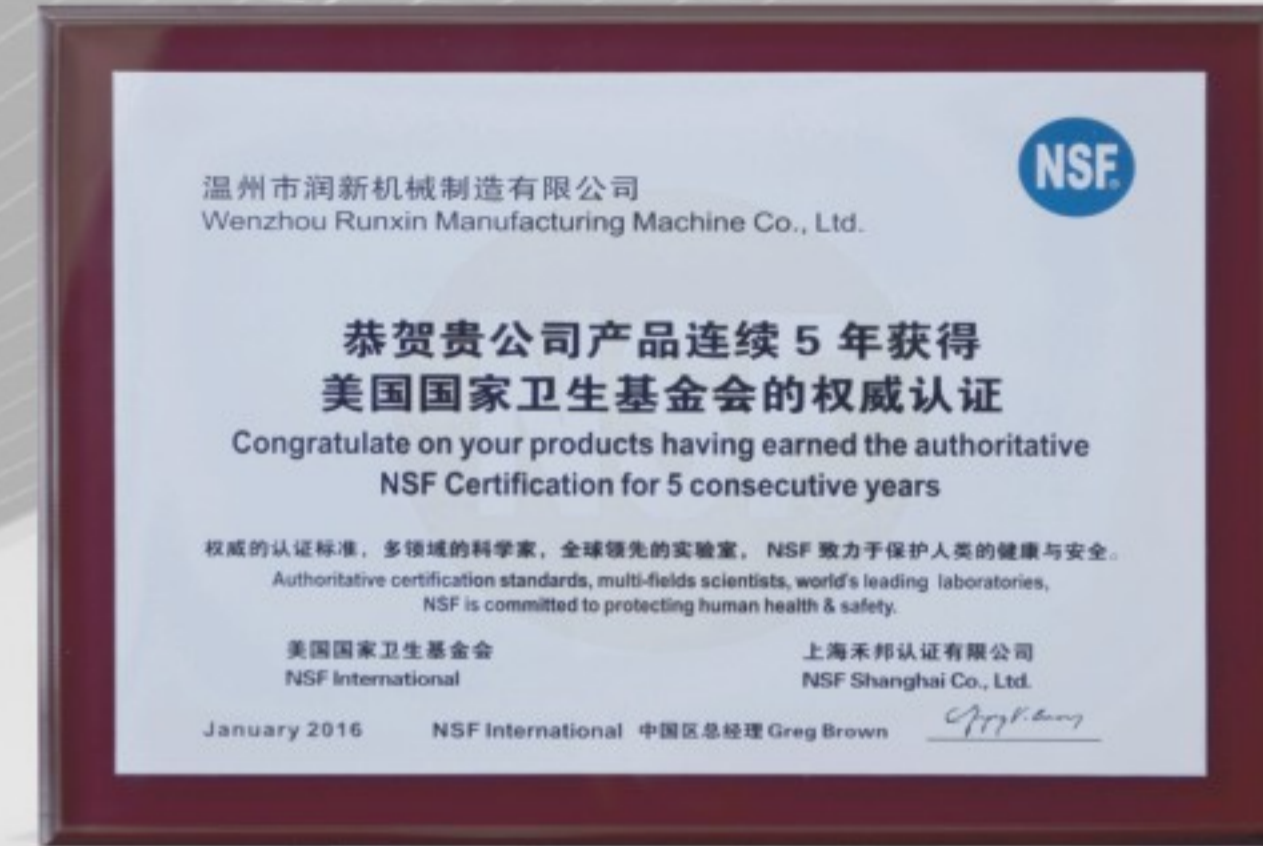 NSF
温州市润新机械制造有限公司
Wenzhou Runxin Manufacturing Machine Co., Ltd.
恭贺贵公司产品连续 5 年获得
美国国家卫生基金会的权威认证
Congratulate on your products having earned the authoritative
NSF Certification for 5 consecutive years
权威的认证标准，多领域的科学家，全球领先的实验室， NSF 致力于保护人类的健康与安全。
Authoritative certification standards, multi-fields scientists, world's leading laboratories,
NSF is committed to protecting human health & safety.
美国国家卫生基金会
NSF International
上海禾邦认证有限公司
NSF Shanghai Co., Ltd.
January 2016 NSF International 中国区总经理 Greg Brown